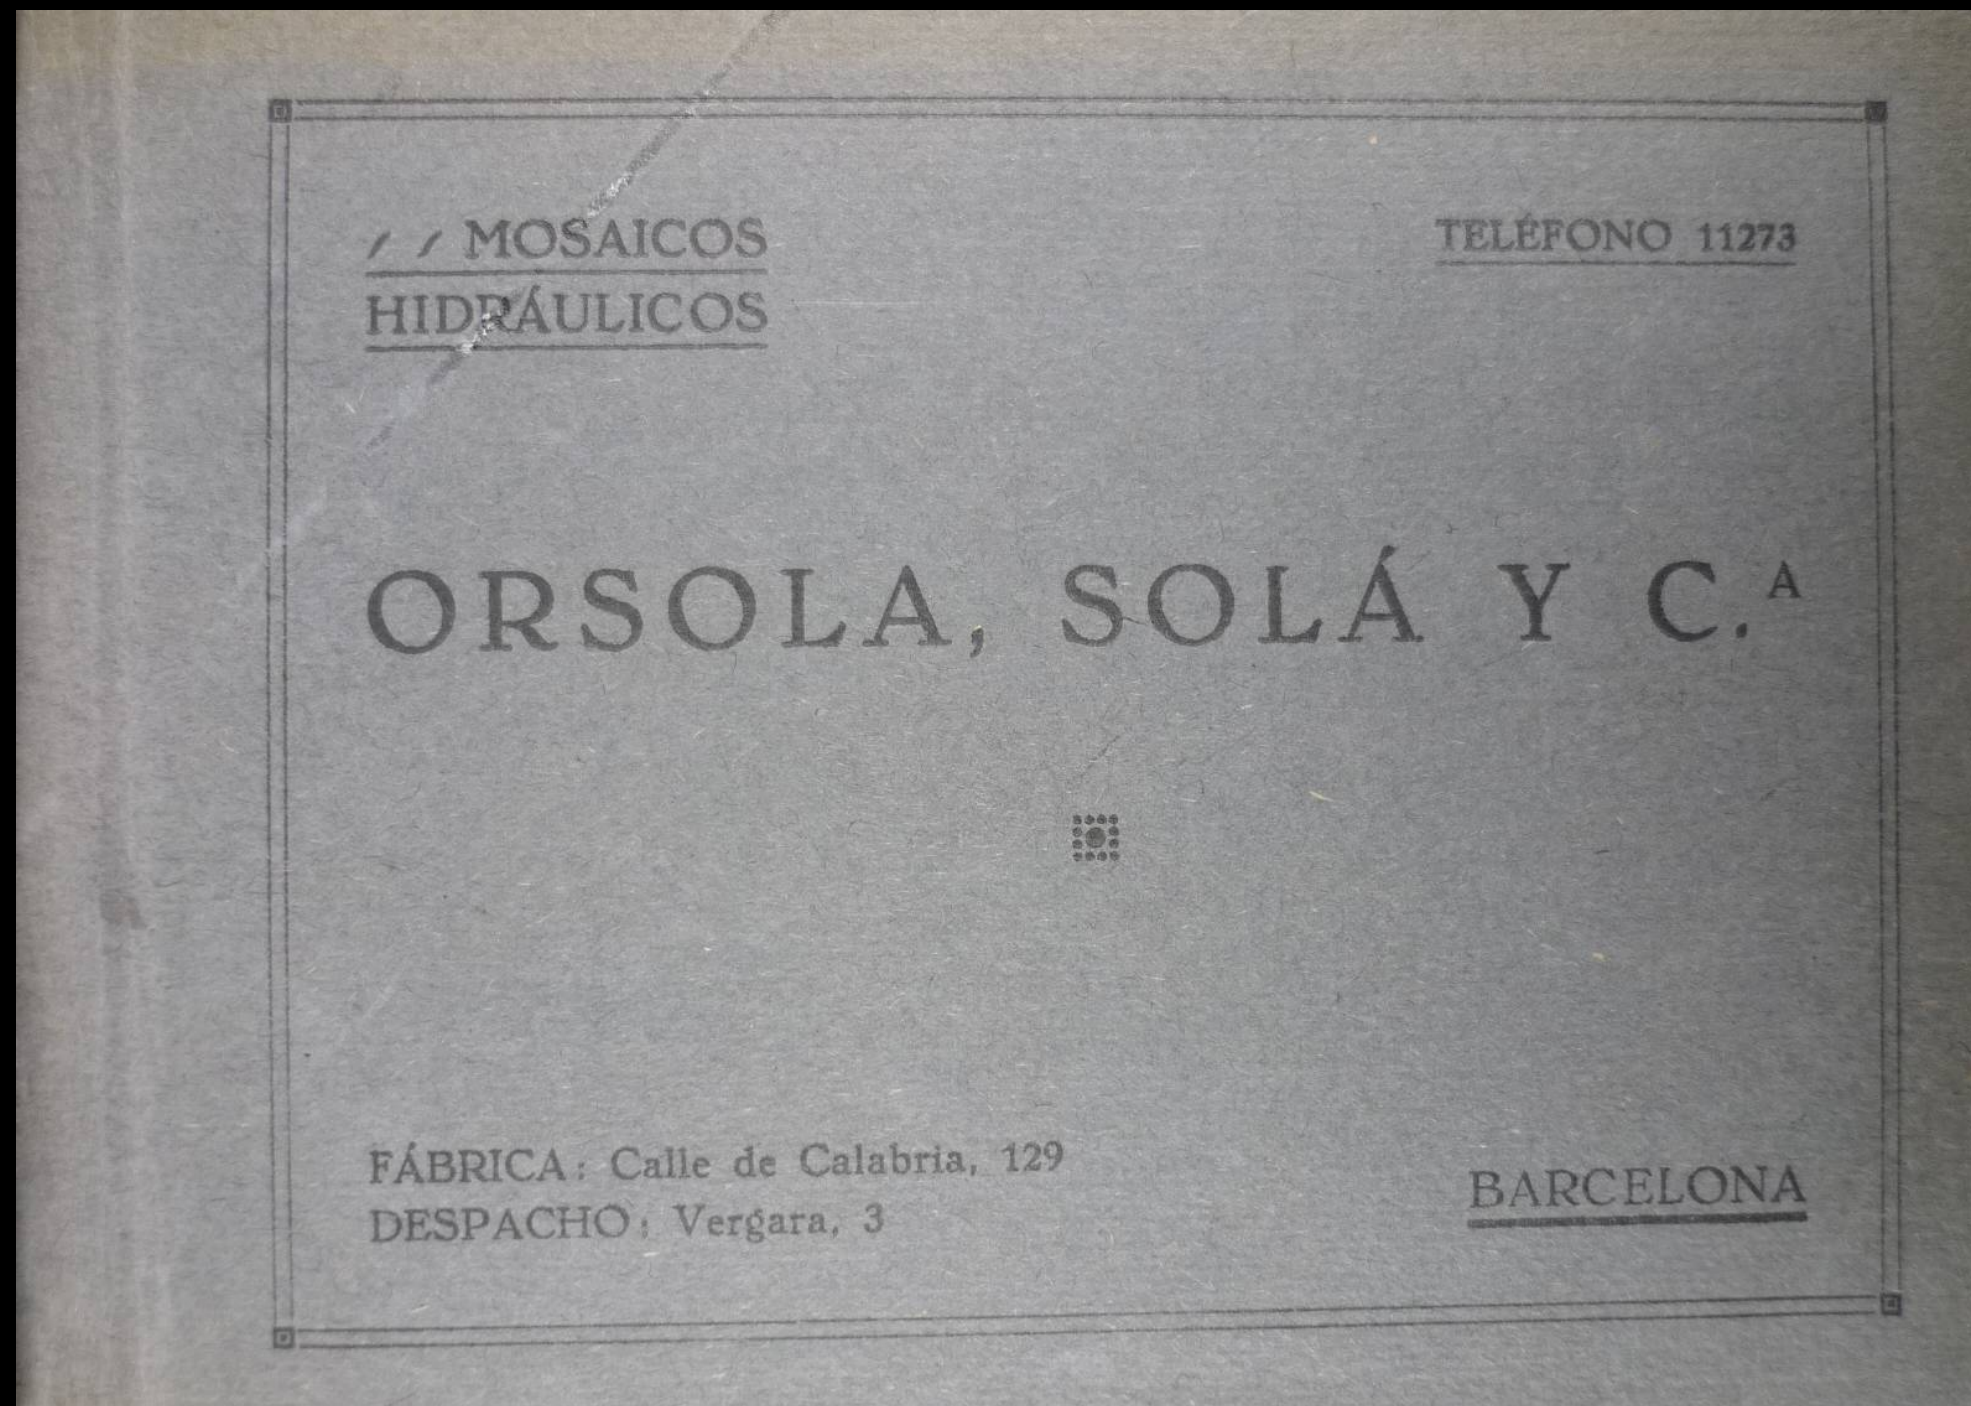 / / MOSAICOS
HIDRÁULICOS
TELÉFONO 11273
ORSOLA, SOLÁ Y C.ᴬ
FÁBRICA: Calle de Calabria, 129
DESPACHO: Vergara, 3
BARCELONA